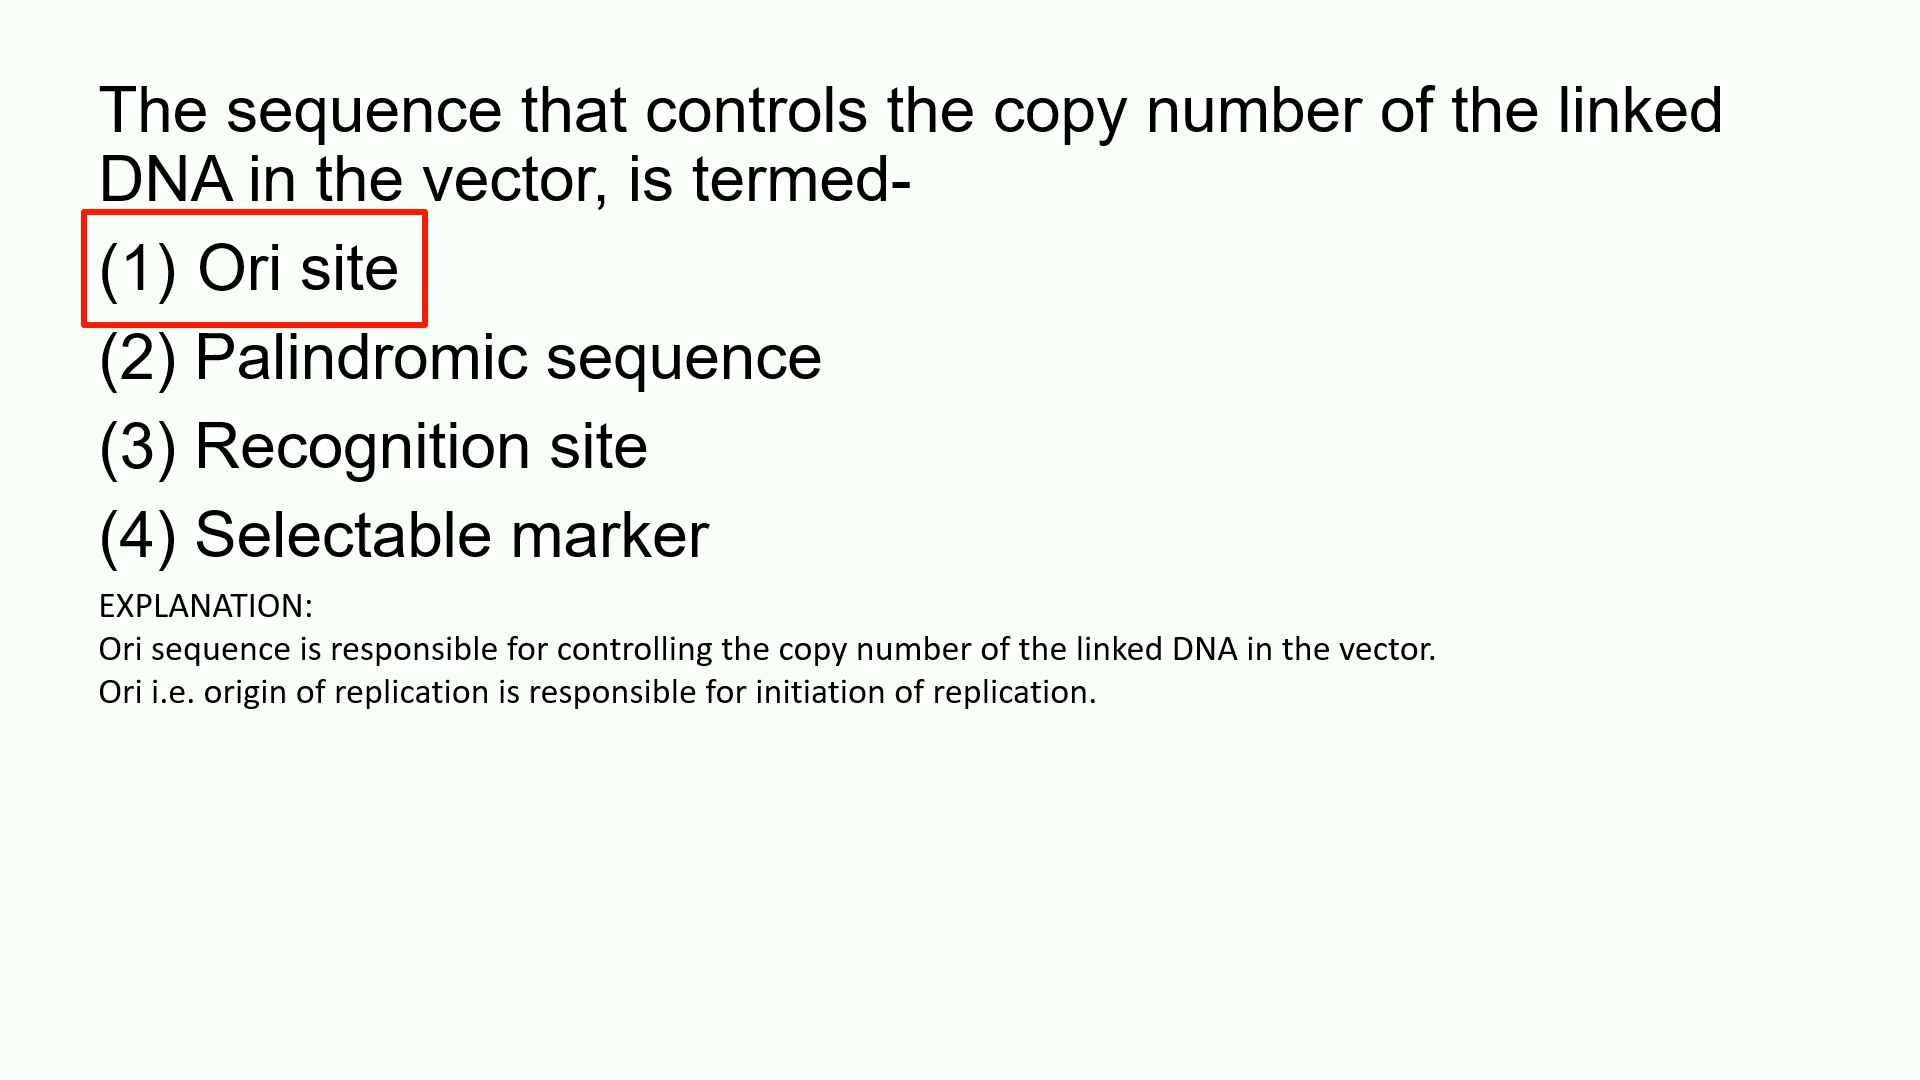 The sequence that controls the copy number of the linked
DNA in the vector, is termed-
(1) Ori site
(2) Palindromic sequence
(3) Recognition site
(4) Selectable marker
EXPLANATION:
Ori sequence is responsible for controlling the copy number of the linked DNA in the vector.
Ori i.e. origin of replication is responsible for initiation of replication.